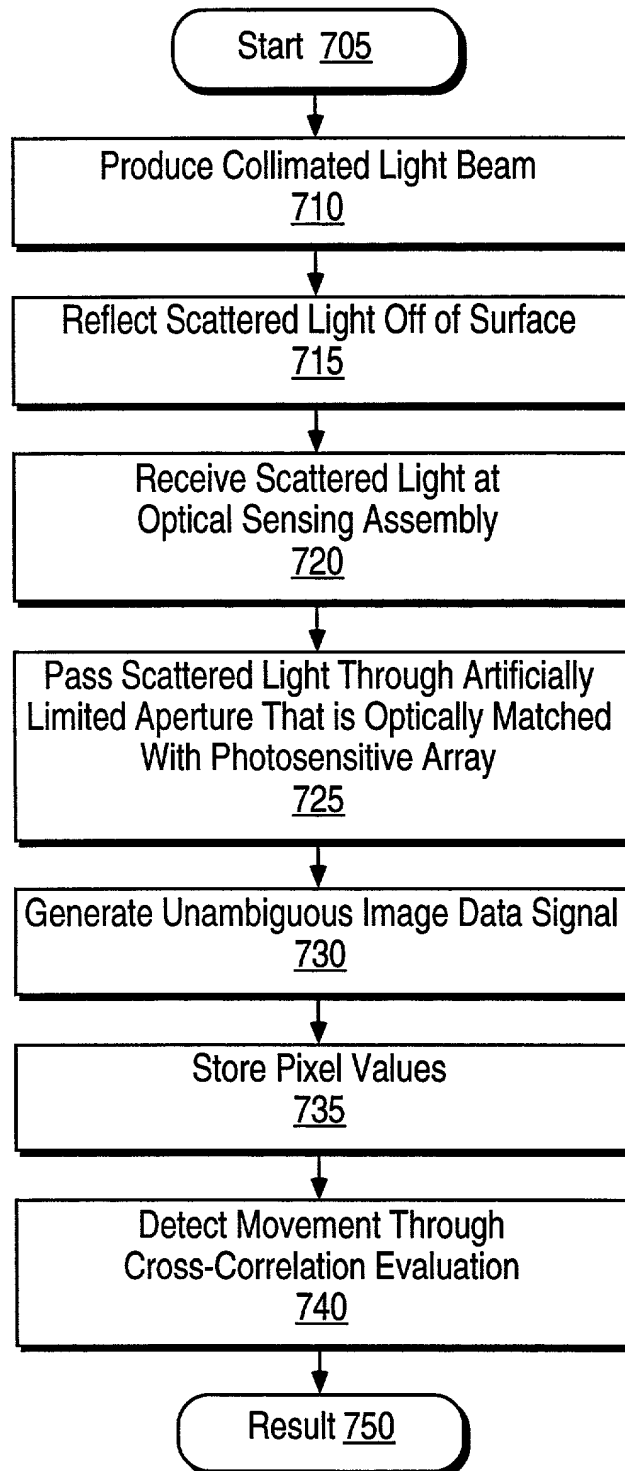 Start 705
Produce Collimated Light Beam
710
Reflect Scattered Light Off of Surface
715
Receive Scattered Light at
Optical Sensing Assembly
720
Pass Scattered Light Through Artificially
Limited Aperture That is Optically Matched
With Photosensitive Array
725
Generate Unambiguous Image Data Signal
730
Store Pixel Values
735
Detect Movement Through
Cross-Correlation Evaluation
740
Result 750